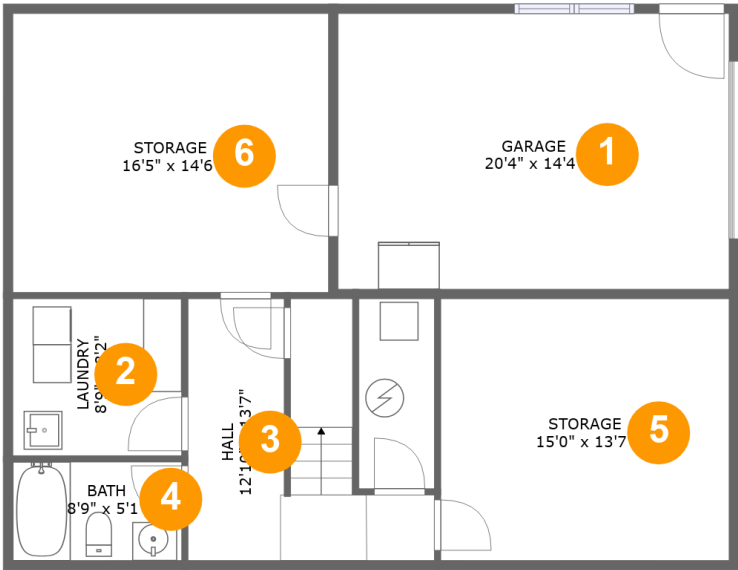 STORAGE
16'5" x 14'6
6
GARAGE
20'4" x 14'4
1
LAUNDRY
2
HALL
3
STORAGE
15'0" x 13'7
5
BATH
8'9" x 5'1
4